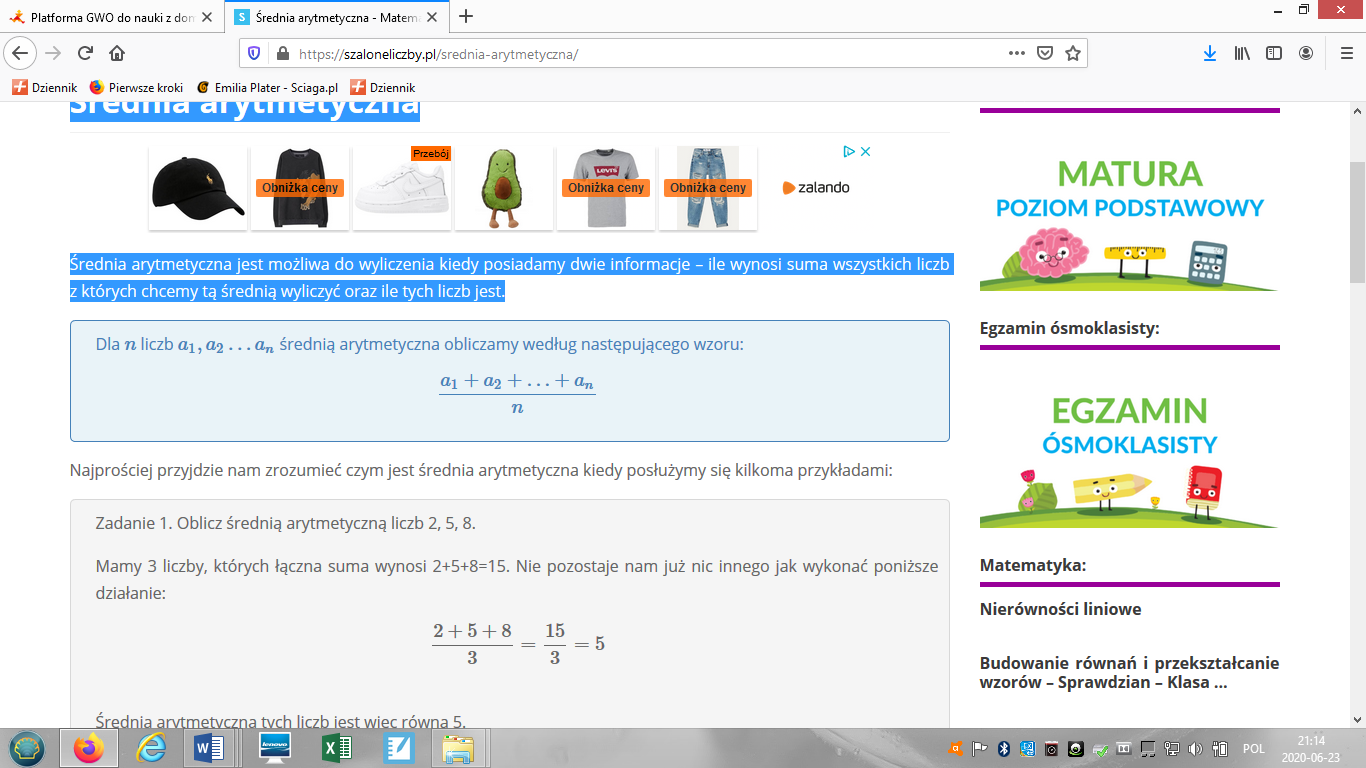 Platforma GWO do nauki z dom
Średnia arytmetyczna - Matema
https://szaloneliczby.pl/srednia-arytmetyczna/
Dziennik
Pierwsze kroki
Emilia Plater - Sciaga.pl
Dziennik
Średnia arytmetyczna
Przebój
Obniżka ceny
Obniżka ceny
Obniżka ceny
LEVI'S
zalando
Średnia arytmetyczna jest możliwa do wyliczenia kiedy posiadamy dwie informacje – ile wynosi suma wszystkich liczb
z których chcemy tą średnią wyliczyć oraz ile tych liczb jest.
Dla n liczb a₁, a₂ … aₙ średnią arytmetyczna obliczamy według następującego wzoru:
a₁ + a₂ + … + aₙ
n
Najprościej przyjdzie nam zrozumieć czym jest średnia arytmetyczna kiedy posłużymy się kilkoma przykładami:
Zadanie 1. Oblicz średnią arytmetyczną liczb 2, 5, 8.
Mamy 3 liczby, których łączna suma wynosi 2+5+8=15. Nie pozostaje nam już nic innego jak wykonać poniższe
działanie:
2 + 5 + 8 / 3 = 15 / 3 = 5
Średnia arytmetyczna tych liczb jest więc równa 5.
MATURA
POZIOM PODSTAWOWY
Egzamin ósmoklasisty:
EGZAMIN
ÓSMOKLASISTY
Matematyka:
Nierówności liniowe
Budowanie równań i przekształcanie
wzorów – Sprawdzian – Klasa ...
lenovo
POL
21:14
2020-06-23